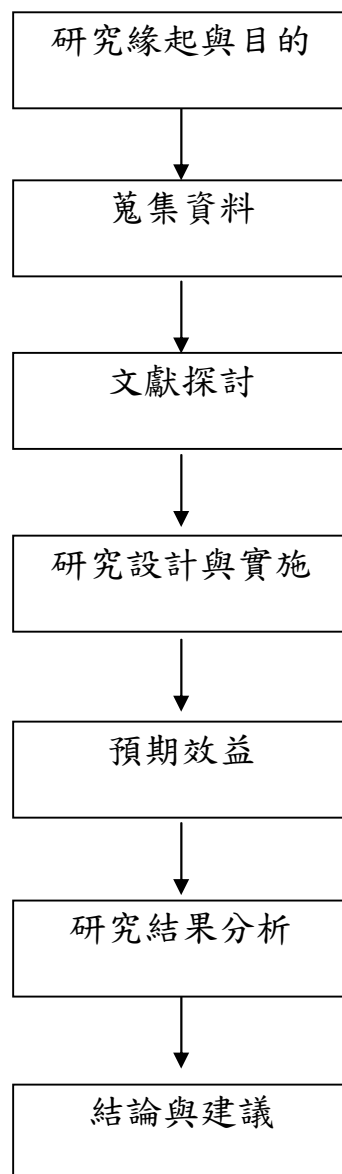 研究緣起與目的
蒐集資料
文獻探討
研究設計與實施
預期效益
研究結果分析
結論與建議